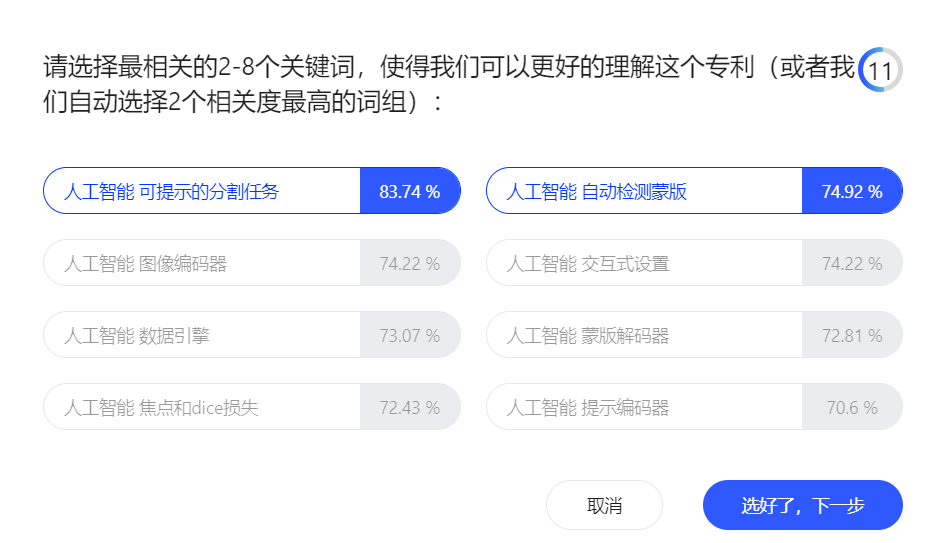 请选择最相关的2-8个关键词，使得我们可以更好的理解这个专利（或者我
们自动选择2个相关度最高的词组）：
11
人工智能 可提示的分割任务 83.74 %
人工智能 自动检测蒙版 74.92 %
人工智能 图像编码器 74.22 %
人工智能 交互式设置 74.22 %
人工智能 数据引擎 73.07 %
人工智能 蒙版解码器 72.81 %
人工智能 焦点和dice损失 72.43 %
人工智能 提示编码器 70.6 %
取消
选好了，下一步